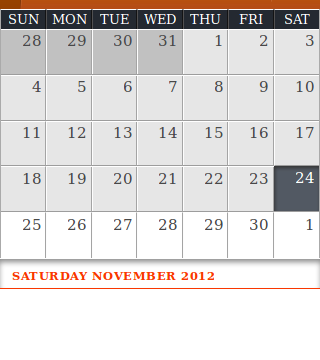 SUN MON TUE WED THU FRI SAT
28 29 30 31 1 2 3
4 5 6 7 8 9 10
11 12 13 14 15 16 17
18 19 20 21 22 23 24
25 26 27 28 29 30 1
SATURDAY NOVEMBER 2012